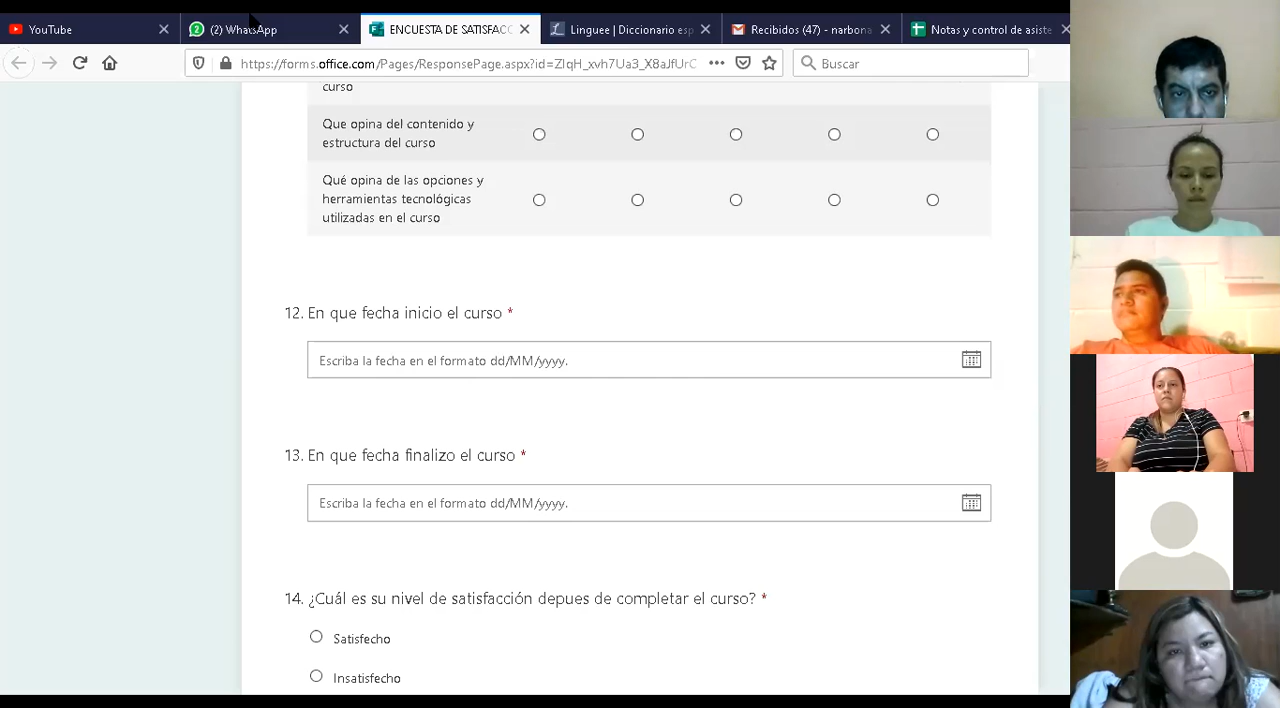 YouTube
(2) WhatsApp
ENCUESTA DE SATISFACC
Linguee | Diccionario esp
Recibidos (47) - narbona
Notas y control de asiste
https://forms.office.com/Pages/ResponsePage.aspx?id=ZIqH_xvh7Ua3_X8aJfUrC
Buscar
curso
Que opina del contenido y
estructura del curso
Qué opina de las opciones y
herramientas tecnológicas
utilizadas en el curso
12. En que fecha inicio el curso *
Escriba la fecha en el formato dd/MM/yyyy.
13. En que fecha finalizo el curso *
Escriba la fecha en el formato dd/MM/yyyy.
14. ¿Cuál es su nivel de satisfacción depues de completar el curso? *
Satisfecho
Insatisfecho